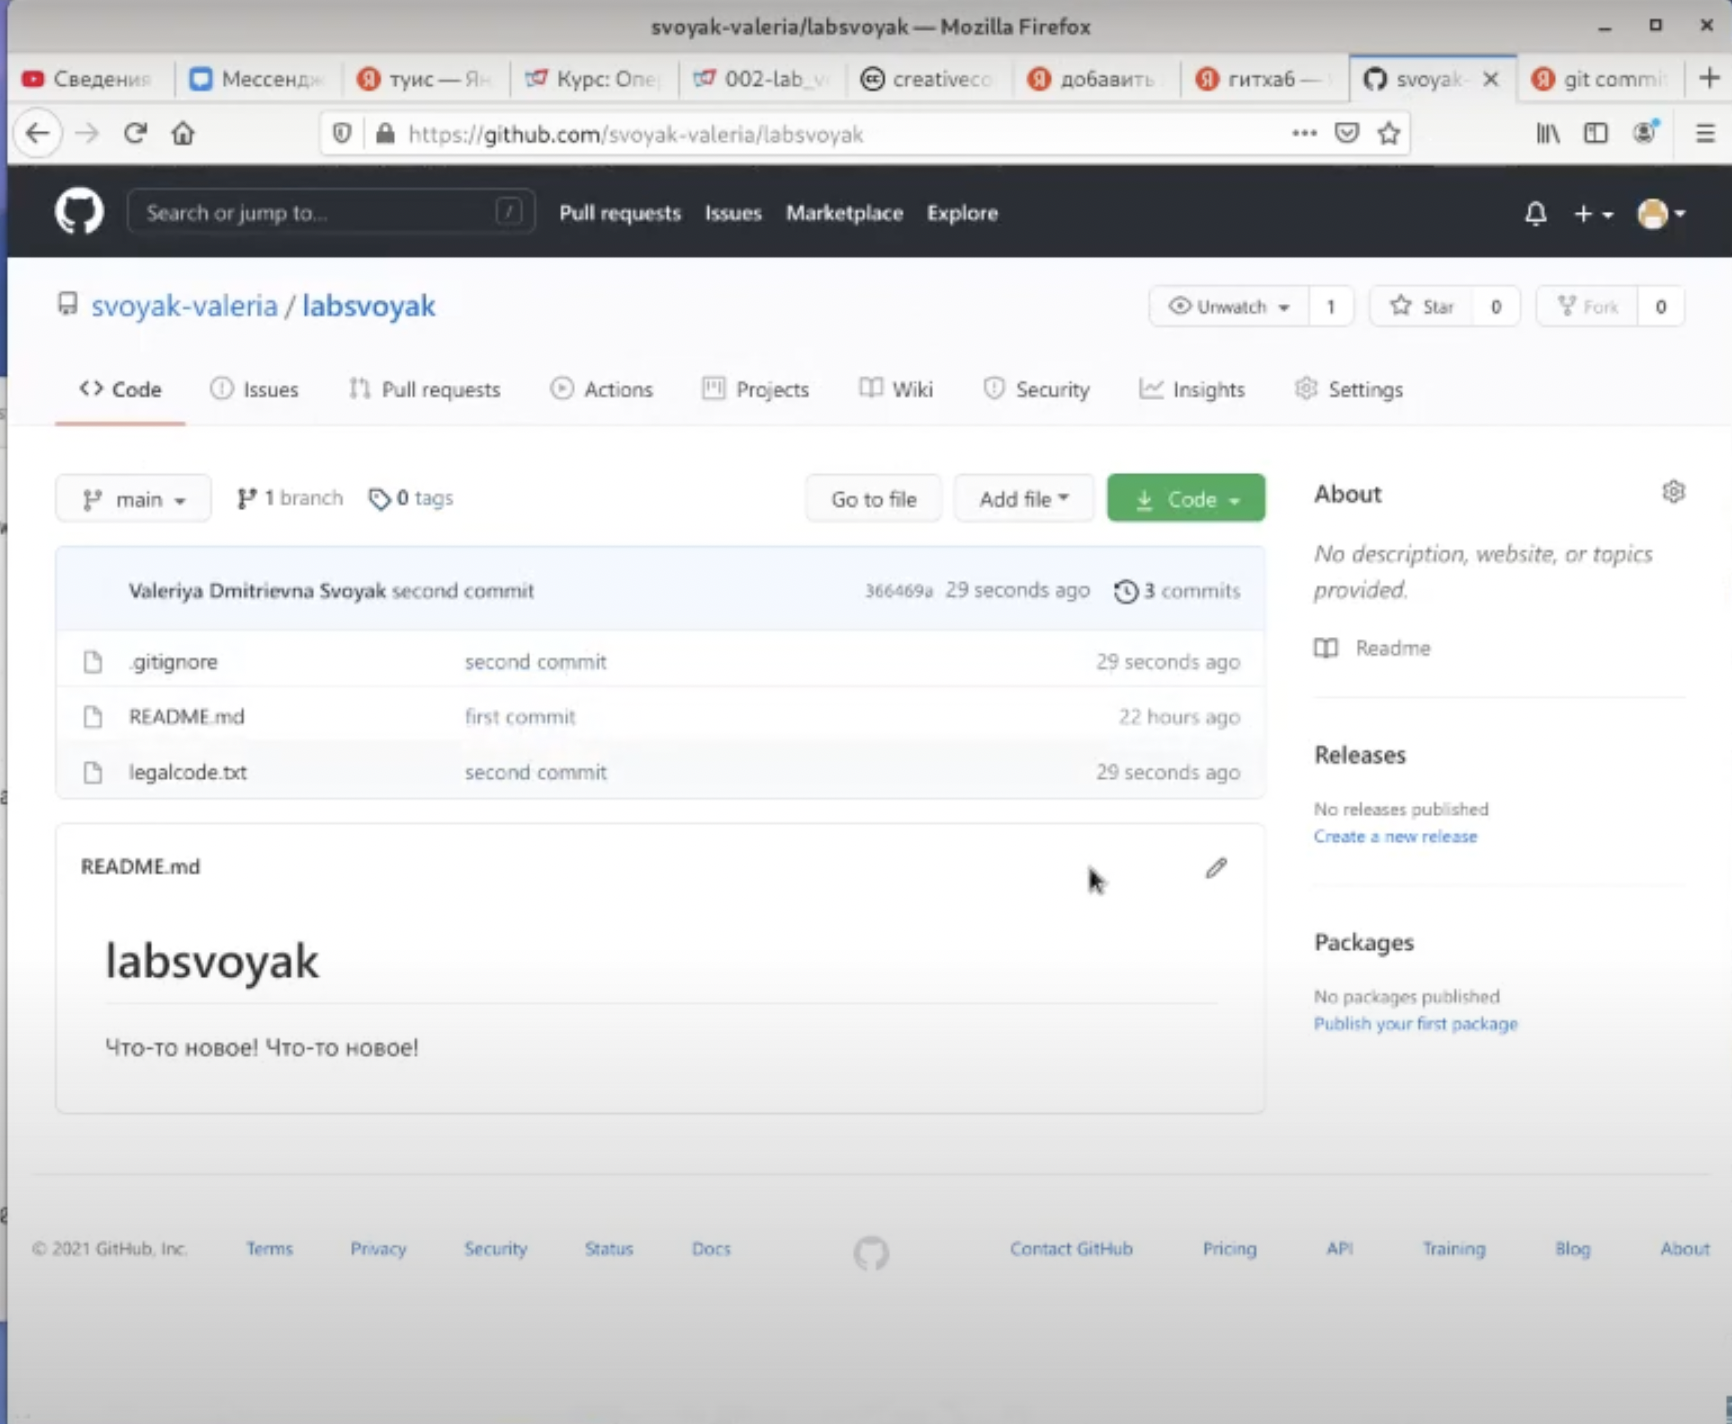 svoyak-valeria/labsvoyak — Mozilla Firefox
Сведения Мессендж туис — Ян Курс: Опе 002-lab_v creativeco добавить гитхаб — svoyak- git commi
https://github.com/svoyak-valeria/labsvoyak
Search or jump to... / Pull requests Issues Marketplace Explore
svoyak-valeria / labsvoyak Unwatch 1 Star 0 Fork 0
Code Issues Pull requests Actions Projects Wiki Security Insights Settings
main 1 branch 0 tags Go to file Add file Code
About
No description, website, or topics
provided.
Readme
Valeriya Dmitrievna Svoyak second commit 366469a 29 seconds ago 3 commits
.gitignore second commit 29 seconds ago
README.md first commit 22 hours ago
legalcode.txt second commit 29 seconds ago
Releases
No releases published
Create a new release
README.md
labsvoyak
Что-то новое! Что-то новое!
Packages
No packages published
Publish your first package
© 2021 GitHub, Inc. Terms Privacy Security Status Docs Contact GitHub Pricing API Training Blog About